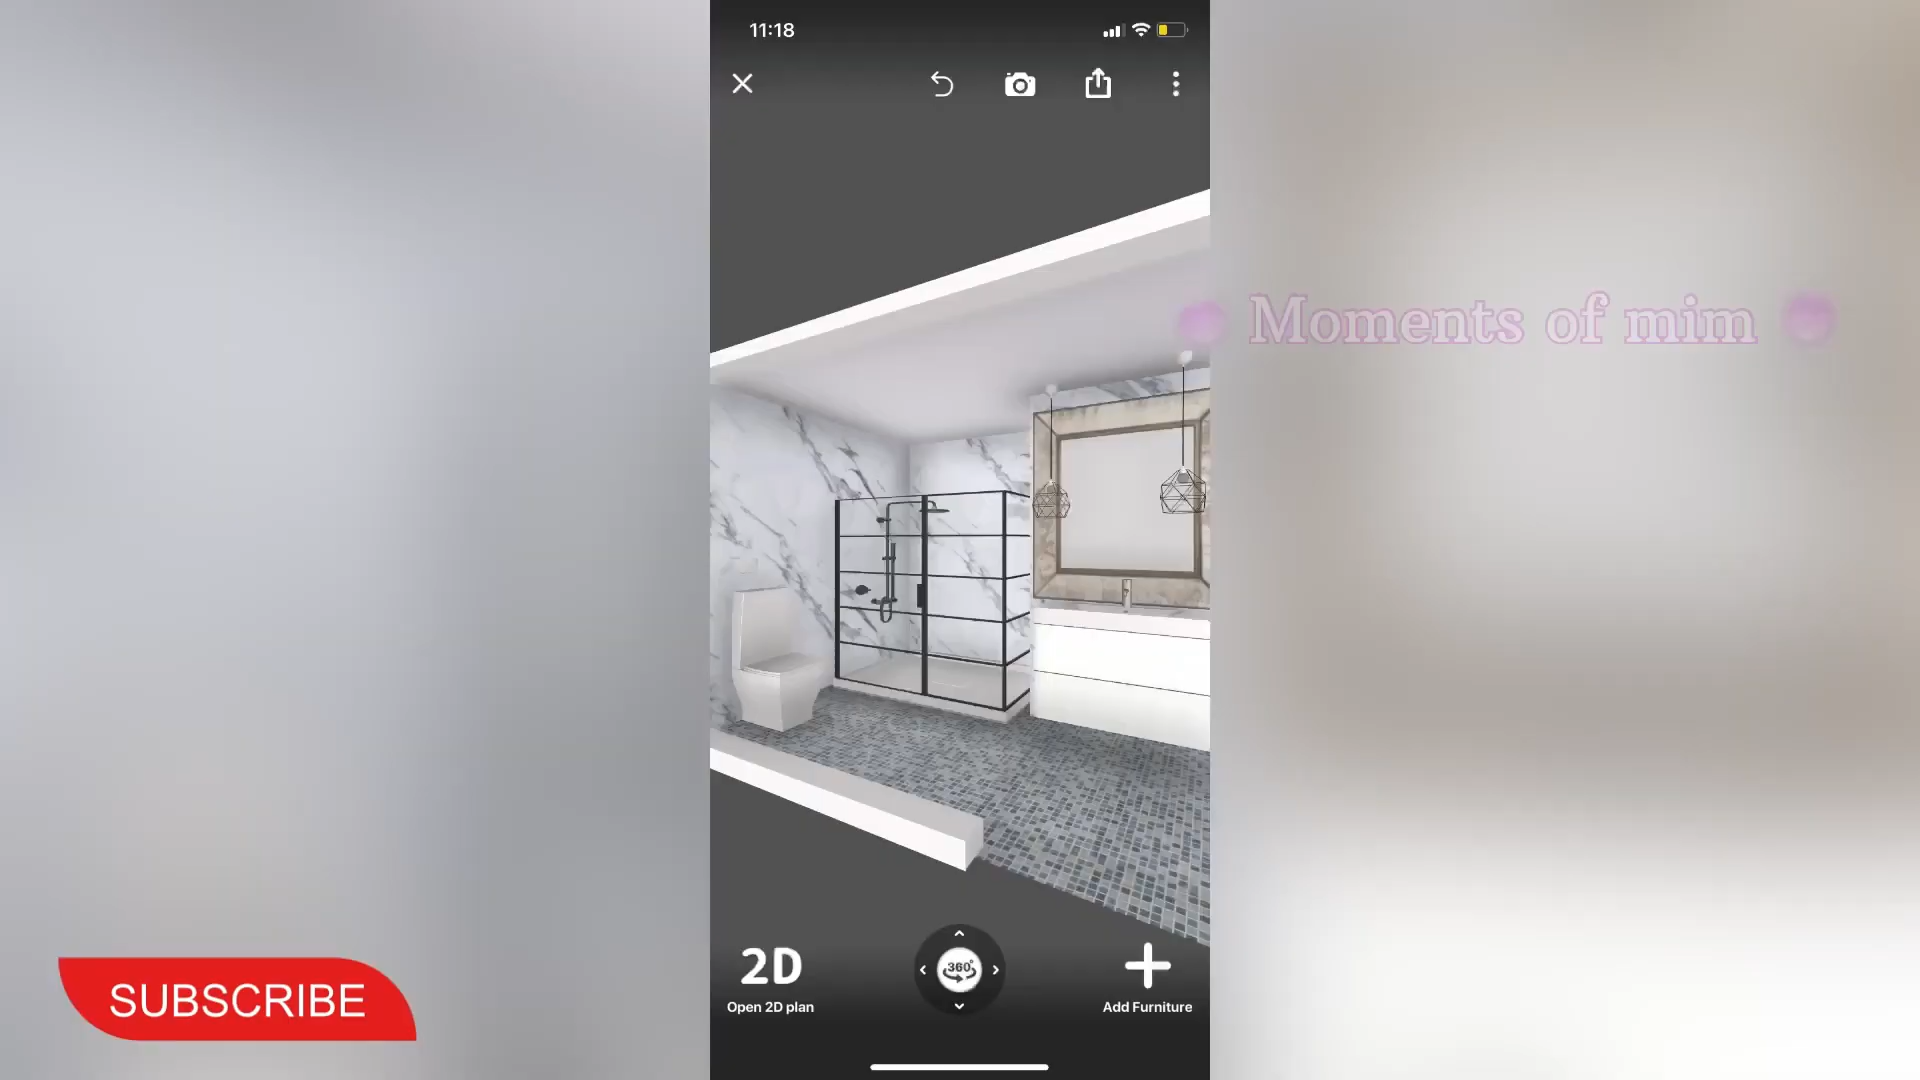 11:18
Moments of mim
2D
Open 2D plan
360°
Add Furniture
SUBSCRIBE